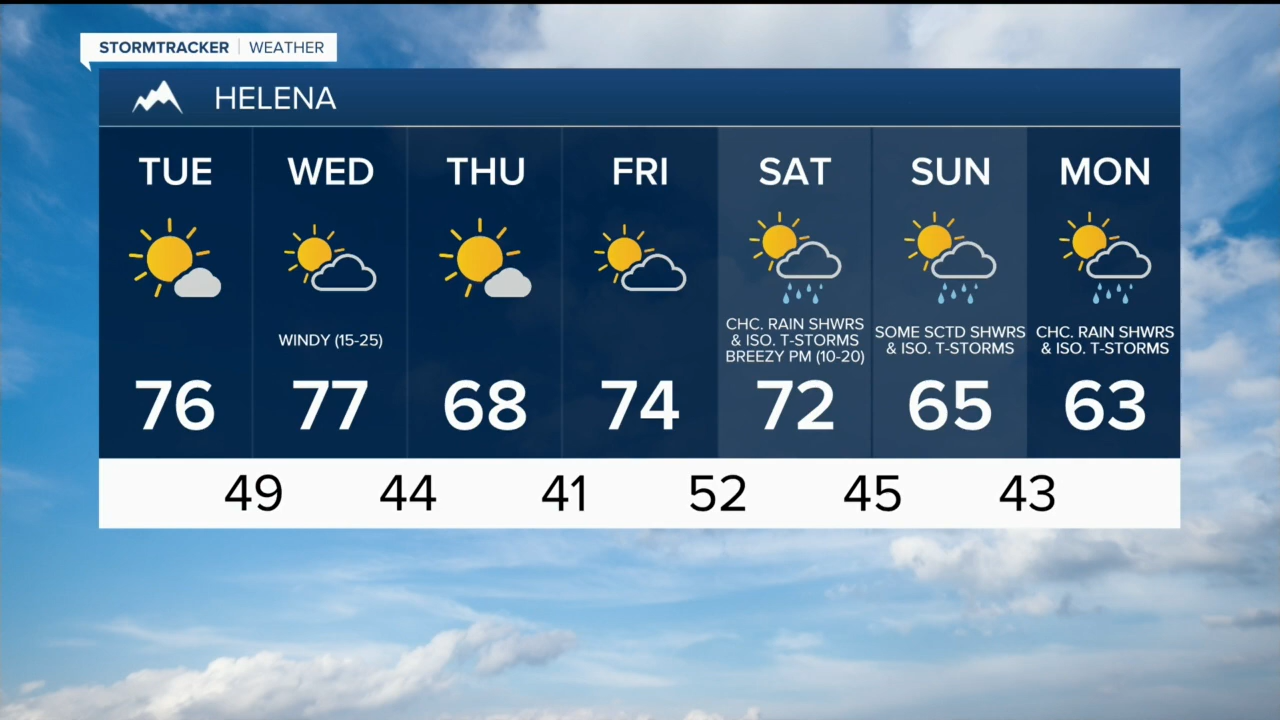 STORMTRACKER WEATHER
HELENA
TUE WED THU FRI SAT SUN MON
WINDY (15-25)
CHC. RAIN SHWRS
& ISO. T-STORMS
BREEZY PM (10-20)
SOME SCTD SHWRS
& ISO. T-STORMS
CHC. RAIN SHWRS
& ISO. T-STORMS
76 77 68 74 72 65 63
49 44 41 52 45 43